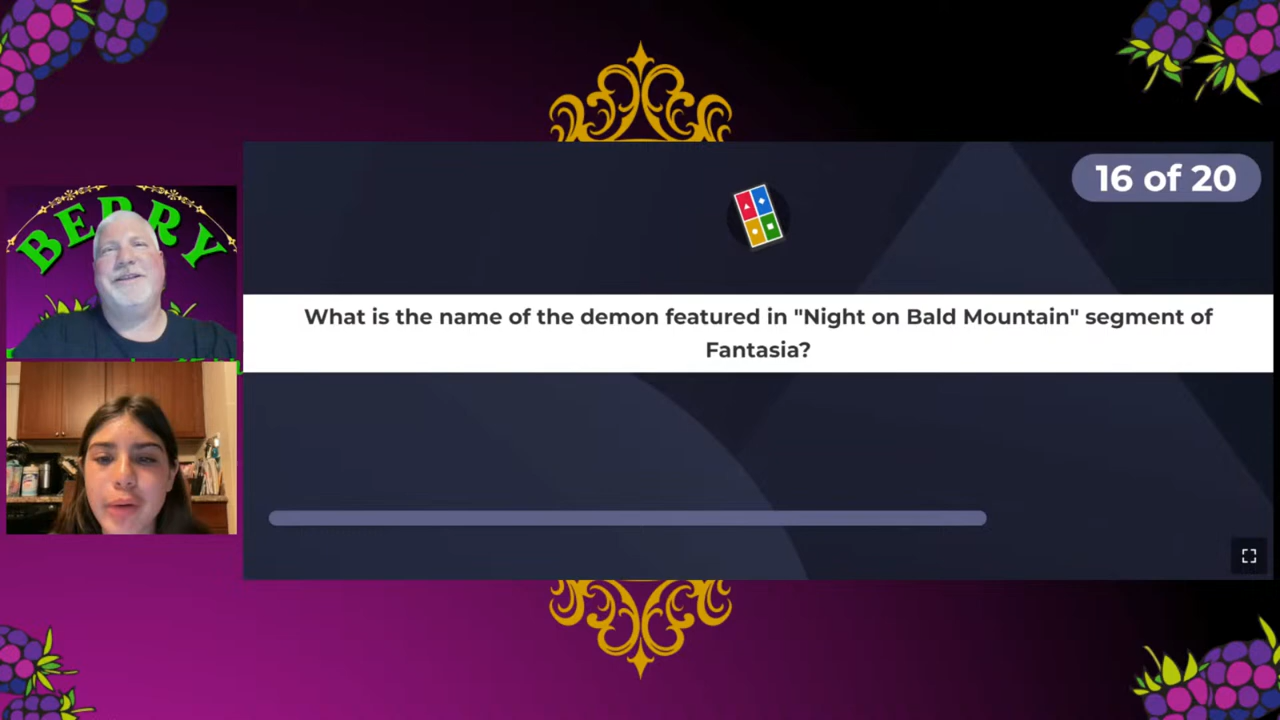 16 of 20
BERRY
What is the name of the demon featured in "Night on Bald Mountain" segment of
Fantasia?